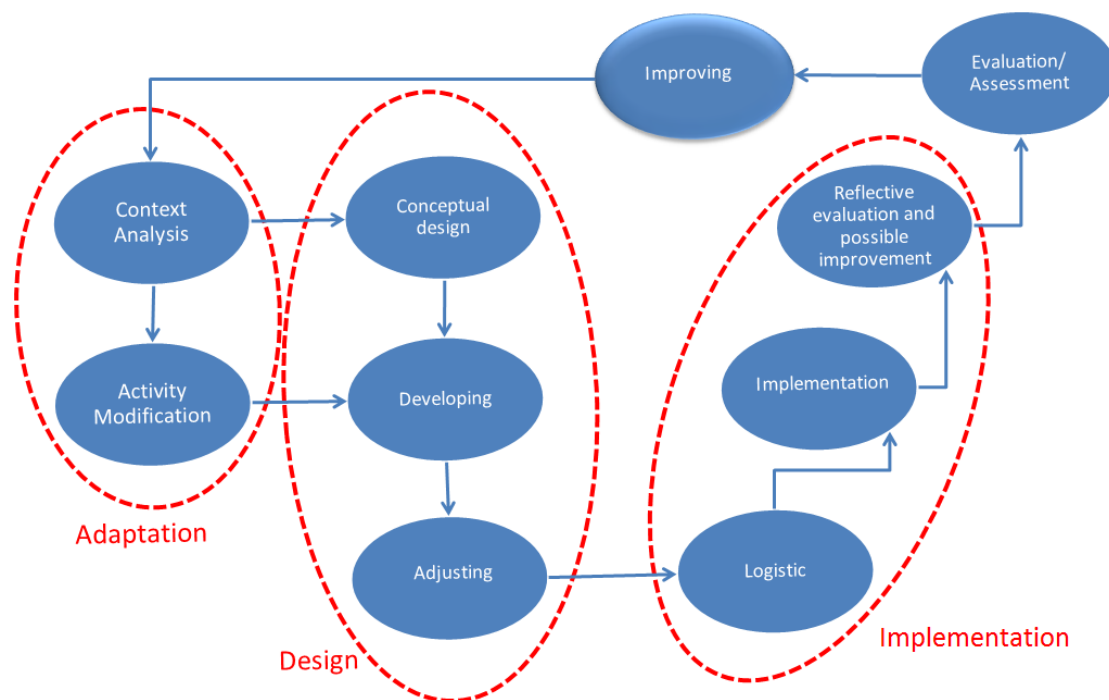 Improving
Evaluation/
Assessment
Context
Analysis
Conceptual
design
Reflective
evaluation and
possible
improvement
Activity
Modification
Developing
Implementation
Adjusting
Logistic
Adaptation
Design
Implementation